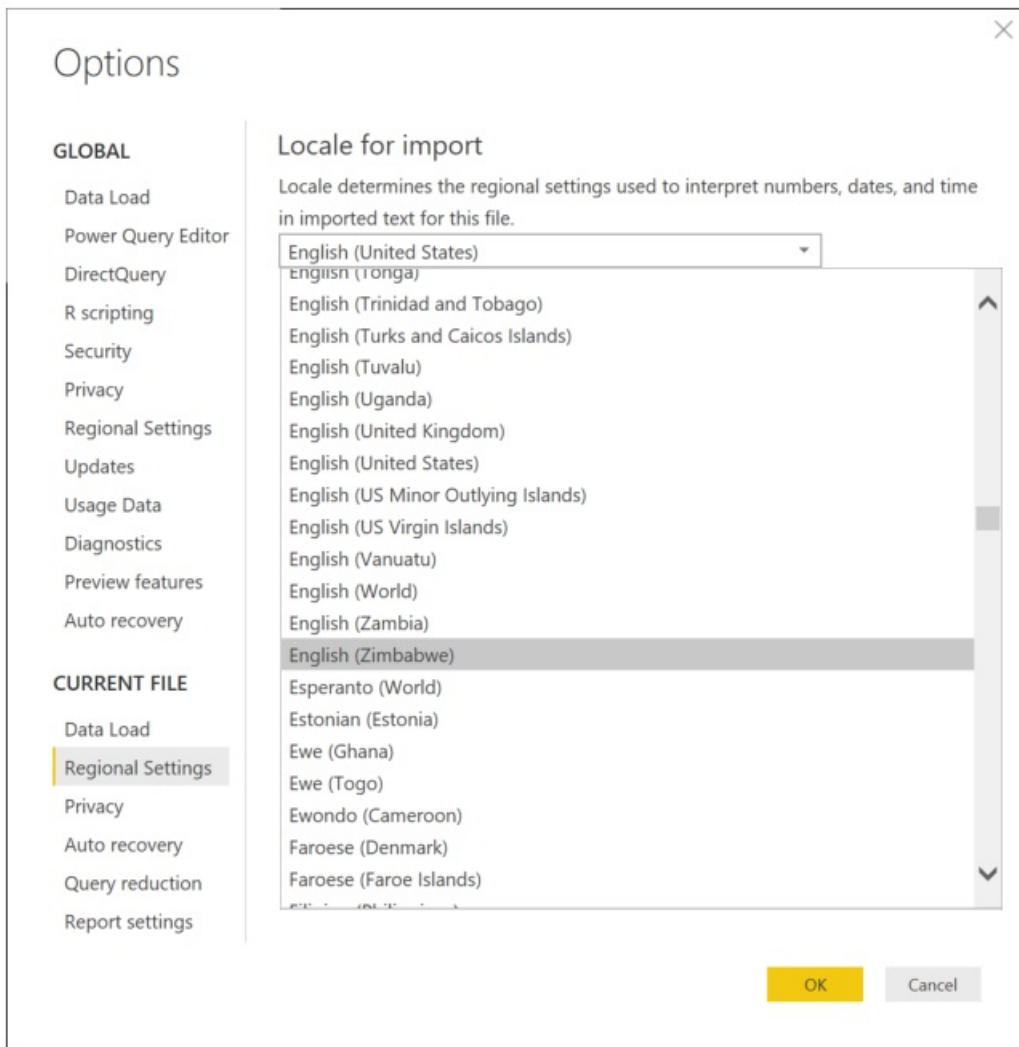 Options
GLOBAL
Data Load
Power Query Editor
DirectQuery
R scripting
Security
Privacy
Regional Settings
Updates
Usage Data
Diagnostics
Preview features
Auto recovery
CURRENT FILE
Data Load
Regional Settings
Privacy
Auto recovery
Query reduction
Report settings
Locale for import
Locale determines the regional settings used to interpret numbers, dates, and time
in imported text for this file.
English (United States)
English (Tonga)
English (Trinidad and Tobago)
English (Turks and Caicos Islands)
English (Tuvalu)
English (Uganda)
English (United Kingdom)
English (United States)
English (US Minor Outlying Islands)
English (US Virgin Islands)
English (Vanuatu)
English (World)
English (Zambia)
English (Zimbabwe)
Esperanto (World)
Estonian (Estonia)
Ewe (Ghana)
Ewe (Togo)
Ewondo (Cameroon)
Faroese (Denmark)
Faroese (Faroe Islands)
OK
Cancel